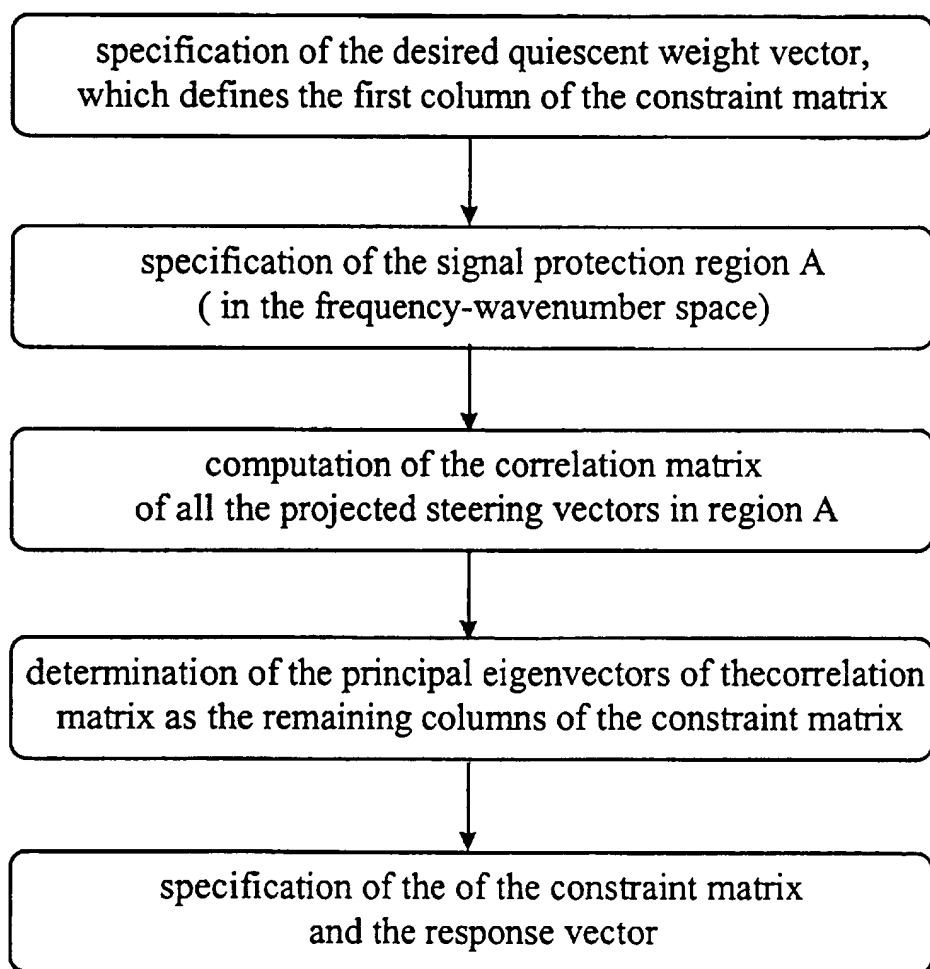 specification of the desired quiescent weight vector,
which defines the first column of the constraint matrix
specification of the signal protection region A
( in the frequency-wavenumber space)
computation of the correlation matrix
of all the projected steering vectors in region A
determination of the principal eigenvectors of thecorrelation
matrix as the remaining columns of the constraint matrix
specification of the of the constraint matrix
and the response vector